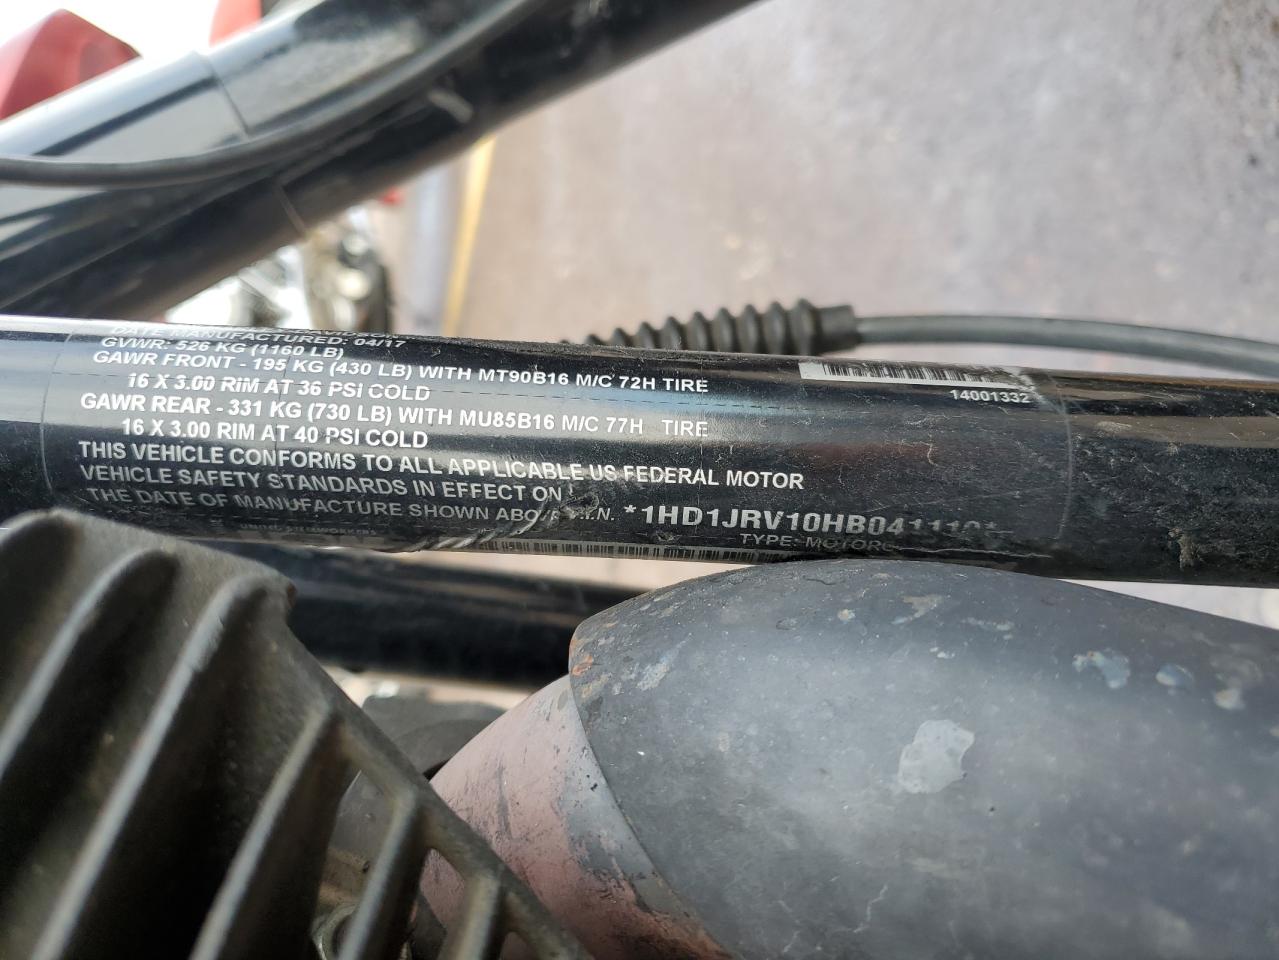 DATE MANUFACTURED: 04/17
GVWR: 526 KG (1160 LB)
GAWR FRONT - 195 KG (430 LB) WITH MT90B16 M/C 72H TIRE
16 X 3.00 RIM AT 36 PSI COLD
GAWR REAR - 331 KG (730 LB) WITH MU85B16 M/C 77H TIRE
16 X 3.00 RIM AT 40 PSI COLD
THIS VEHICLE CONFORMS TO ALL APPLICABLE US FEDERAL MOTOR
VEHICLE SAFETY STANDARDS IN EFFECT ON
THE DATE OF MANUFACTURE SHOWN
14001332
TYPE: